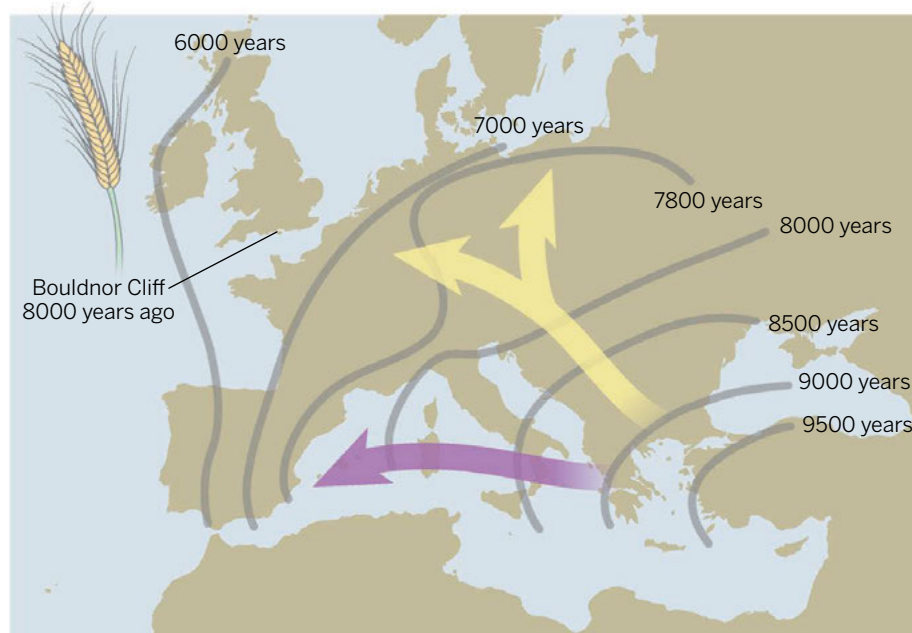 6000 years
7000 years
7800 years
8000 years
Bouldnor Cliff
8000 years ago
8500 years
9000 years
9500 years